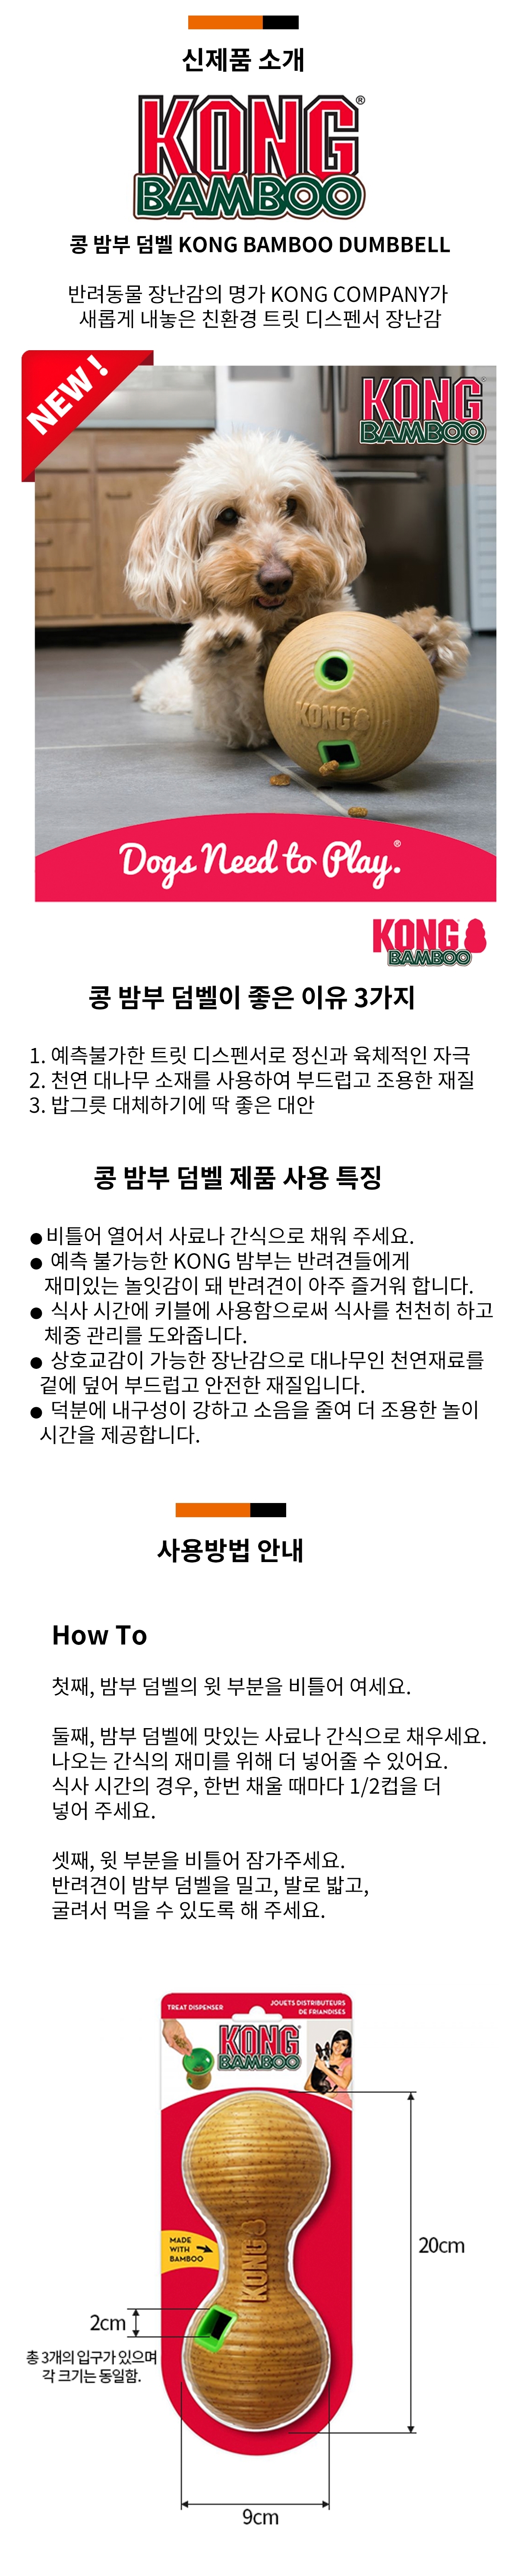 신제품 소개
KONG®
BAMBOO
콩 밤부 덤벨 KONG BAMBOO DUMBBELL
반려동물 장난감의 명가 KONG COMPANY가
새롭게 내놓은 친환경 트릿 디스펜서 장난감
NEW!
KONG
BAMBOO
KONG
Dogs Need to Play.®
KONG
BAMBOO
콩 밤부 덤벨이 좋은 이유 3가지
1. 예측불가한 트릿 디스펜서로 정신과 육체적인 자극
2. 천연 대나무 소재를 사용하여 부드럽고 조용한 재질
3. 밥그릇 대체하기에 딱 좋은 대안
콩 밤부 덤벨 제품 사용 특징
● 비틀어 열어서 사료나 간식으로 채워 주세요.
● 예측 불가능한 KONG 밤부는 반려견들에게
재미있는 놀잇감이 돼 반려견이 아주 즐거워 합니다.
● 식사 시간에 키블에 사용함으로써 식사를 천천히 하고
체중 관리를 도와줍니다.
● 상호교감이 가능한 장난감으로 대나무인 천연재료를
겉에 덮어 부드럽고 안전한 재질입니다.
● 덕분에 내구성이 강하고 소음을 줄여 더 조용한 놀이
시간을 제공합니다.
사용방법 안내
How To
첫째, 밤부 덤벨의 윗 부분을 비틀어 여세요.
둘째, 밤부 덤벨에 맛있는 사료나 간식으로 채우세요.
나오는 간식의 재미를 위해 더 넣어줄 수 있어요.
식사 시간의 경우, 한번 채울 때마다 1/2컵을 더
넣어 주세요.
셋째, 윗 부분을 비틀어 잠가주세요.
반려견이 밤부 덤벨을 밀고, 발로 밟고,
굴려서 먹을 수 있도록 해 주세요.
TREAT DISPENSER
JOUETS DISTRIBUTEURS
DE FRIANDISES
KONG
BAMBOO
MADE
WITH
BAMBOO
KONG
20cm
2cm
총 3개의 입구가 있으며
각 크기는 동일함.
9cm